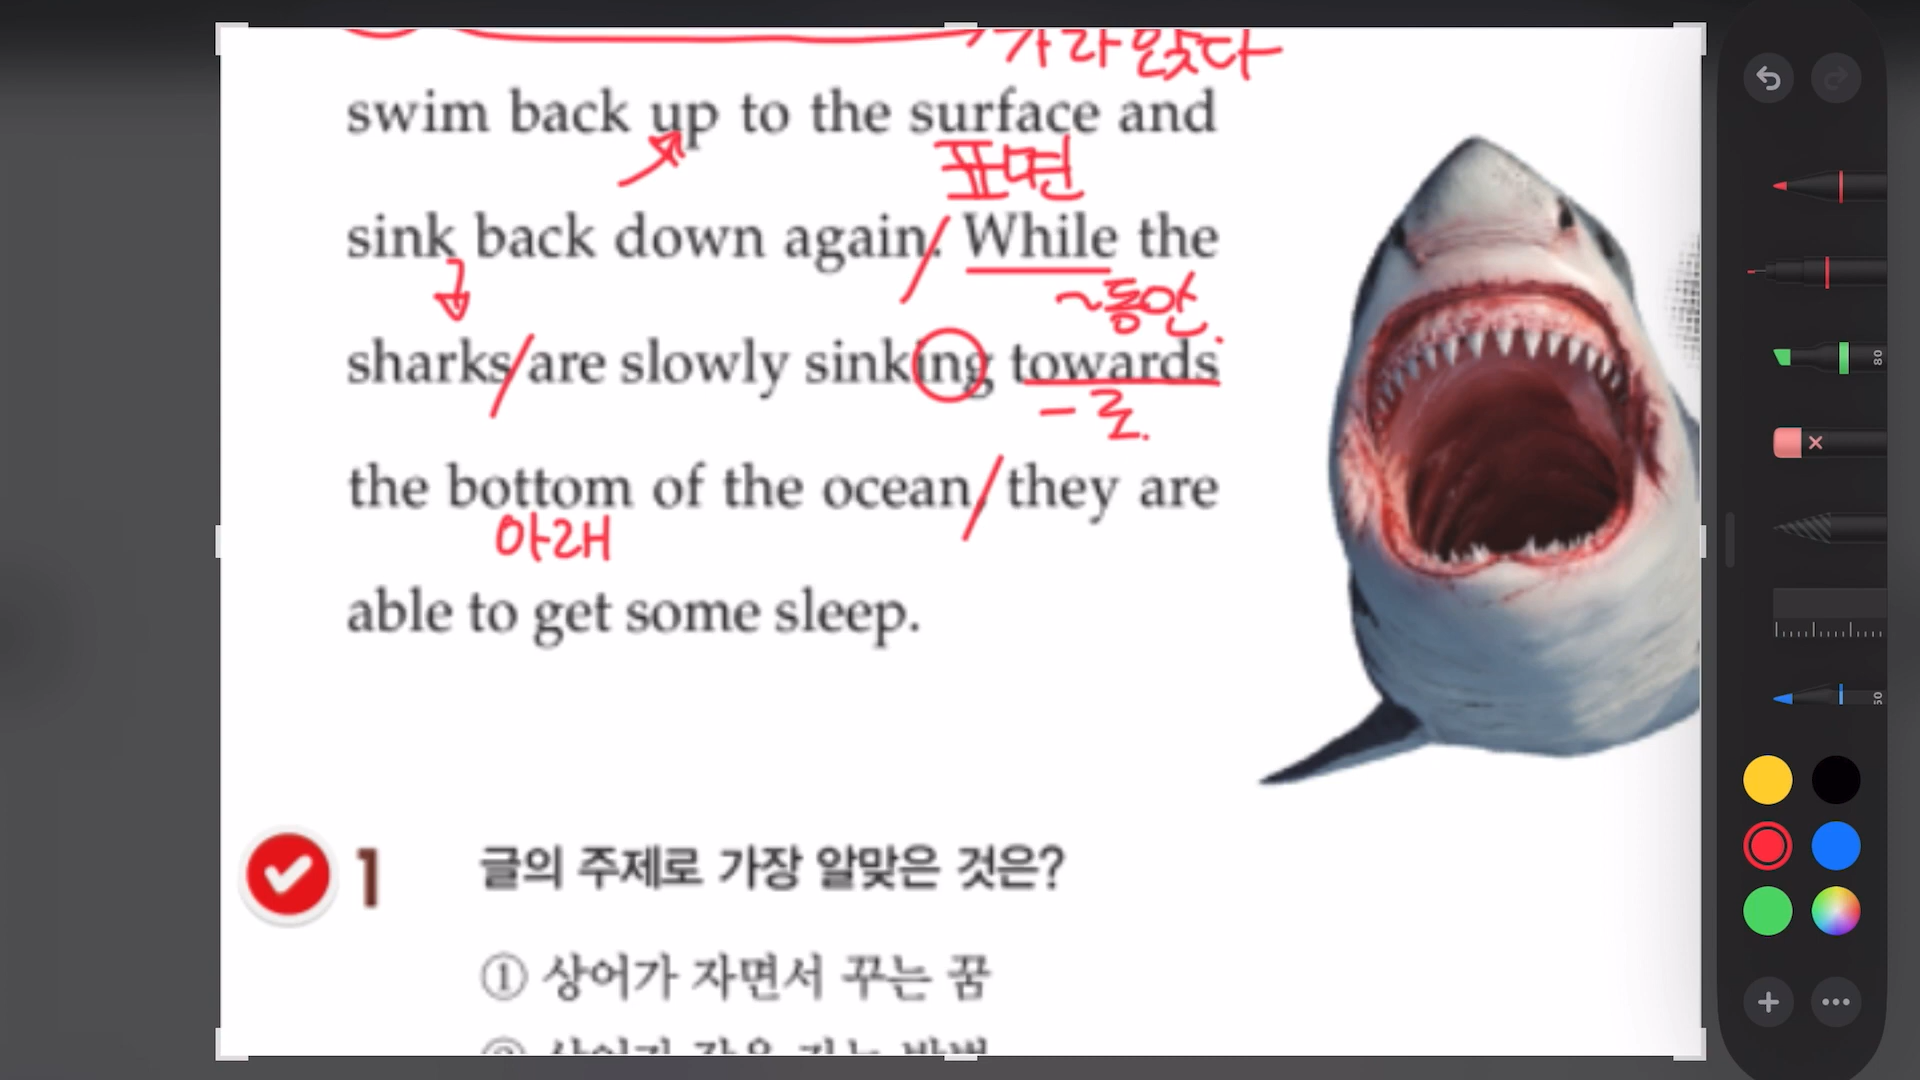 가라앉다
swim back up to the surface and
표면
sink back down again. While the
~동안.
sharks are slowly sinking towards
-로.
the bottom of the ocean, they are
아래
able to get some sleep.
1 글의 주제로 가장 알맞은 것은?
① 상어가 자면서 꾸는 꿈
80
50